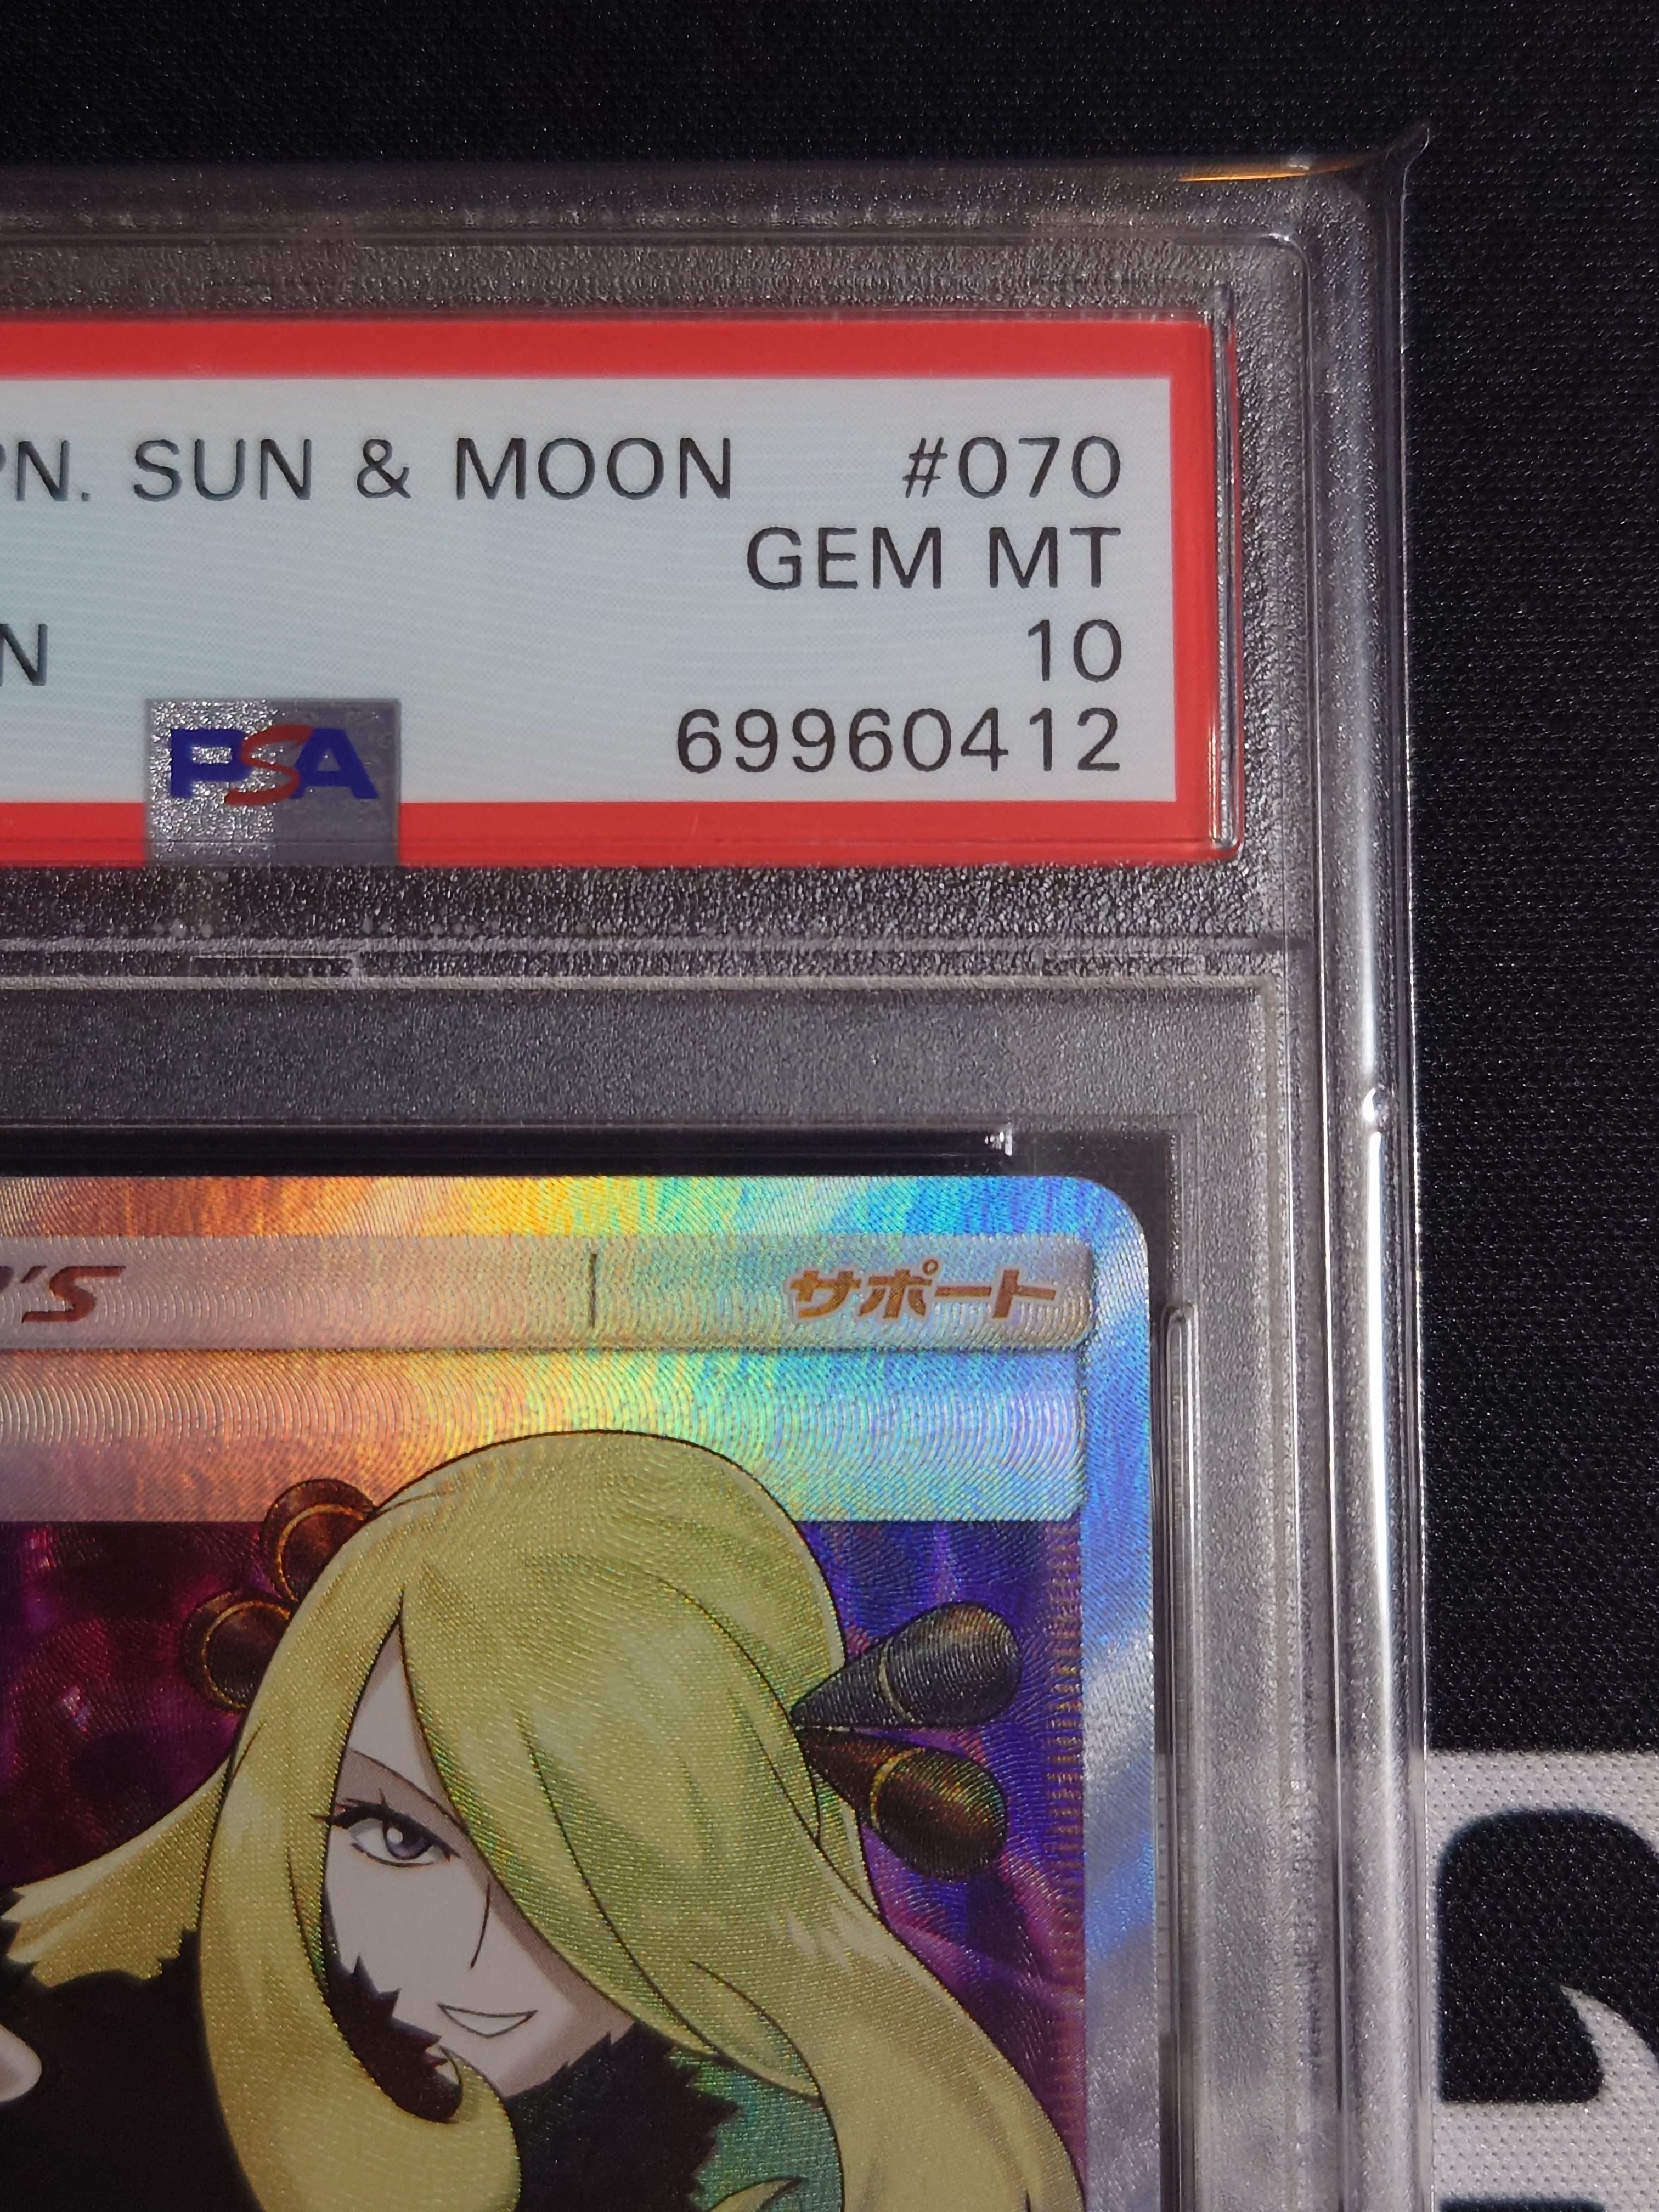 PN. SUN & MOON #070
GEM MT
N 10
PSA 69960412
'S サポート